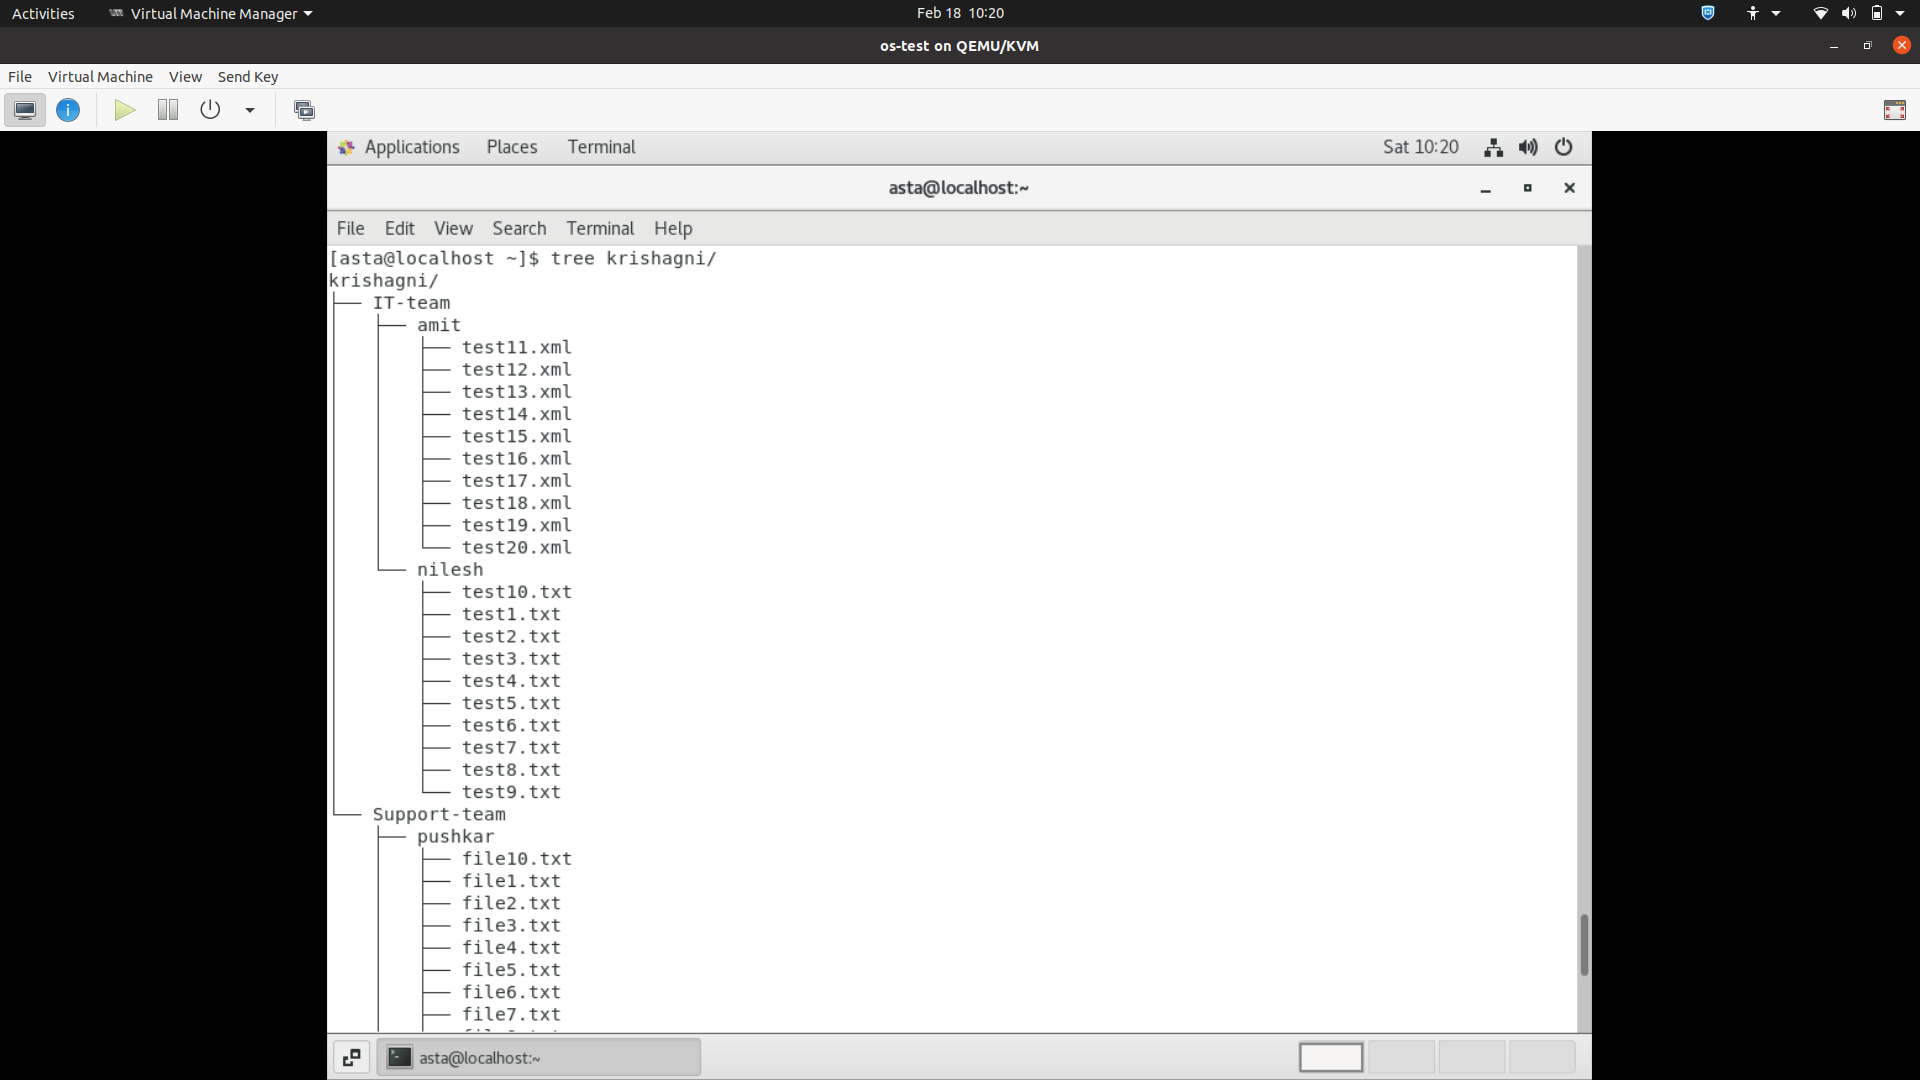 Activities Virtual Machine Manager Feb 18 10:20
os-test on QEMU/KVM
File Virtual Machine View Send Key
Applications Places Terminal Sat 10:20
asta@localhost:~
File Edit View Search Terminal Help
[asta@localhost ~]$ tree krishagni/
krishagni/
├── IT-team
│   ├── amit
│   │   ├── test11.xml
│   │   ├── test12.xml
│   │   ├── test13.xml
│   │   ├── test14.xml
│   │   ├── test15.xml
│   │   ├── test16.xml
│   │   ├── test17.xml
│   │   ├── test18.xml
│   │   ├── test19.xml
│   │   └── test20.xml
│   └── nilesh
│       ├── test10.txt
│       ├── test1.txt
│       ├── test2.txt
│       ├── test3.txt
│       ├── test4.txt
│       ├── test5.txt
│       ├── test6.txt
│       ├── test7.txt
│       ├── test8.txt
│       └── test9.txt
└── Support-team
    ├── pushkar
    │   ├── file10.txt
    │   ├── file1.txt
    │   ├── file2.txt
    │   ├── file3.txt
    │   ├── file4.txt
    │   ├── file5.txt
    │   ├── file6.txt
    │   ├── file7.txt
asta@localhost:~